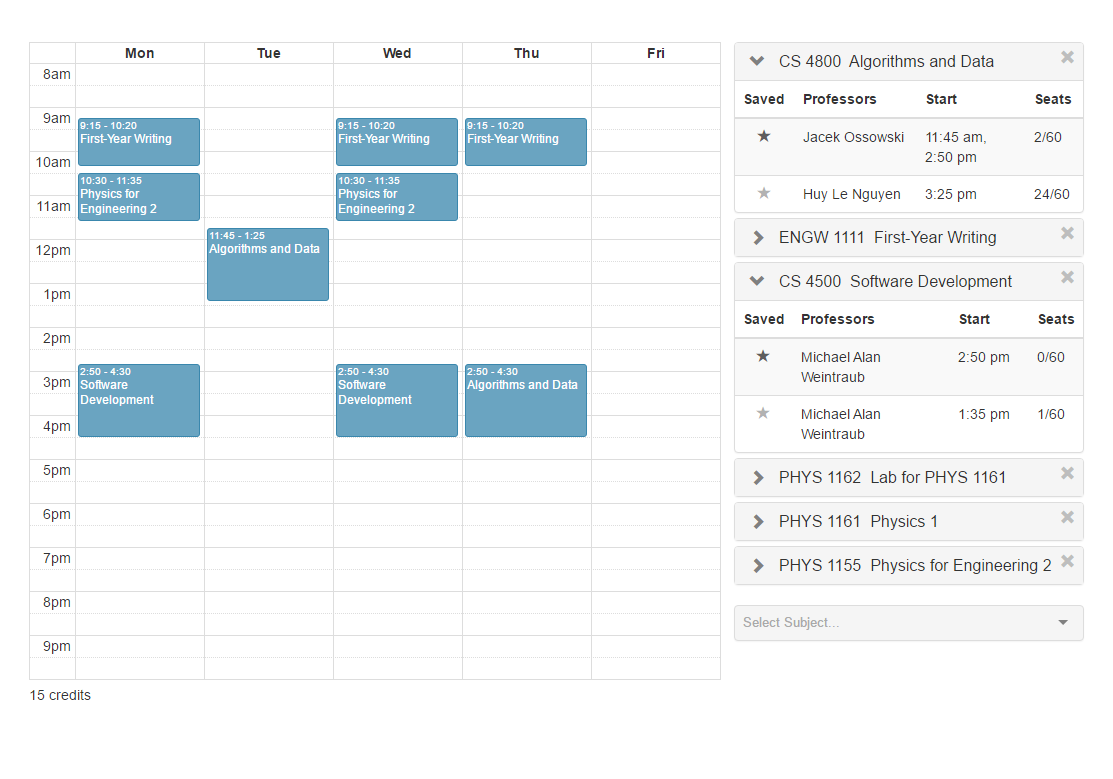 Mon Tue Wed Thu Fri
8am
9am
10am
11am
12pm
1pm
2pm
3pm
4pm
5pm
6pm
7pm
8pm
9pm
9:15 - 10:20
First-Year Writing
10:30 - 11:35
Physics for
Engineering 2
2:50 - 4:30
Software
Development
11:45 - 1:25
Algorithms and Data
9:15 - 10:20
First-Year Writing
10:30 - 11:35
Physics for
Engineering 2
2:50 - 4:30
Software
Development
9:15 - 10:20
First-Year Writing
2:50 - 4:30
Algorithms and Data
15 credits
CS 4800 Algorithms and Data
Saved Professors Start Seats
Jacek Ossowski 11:45 am, 2/60
2:50 pm
Huy Le Nguyen 3:25 pm 24/60
ENGW 1111 First-Year Writing
CS 4500 Software Development
Saved Professors Start Seats
Michael Alan 2:50 pm 0/60
Weintraub
Michael Alan 1:35 pm 1/60
Weintraub
PHYS 1162 Lab for PHYS 1161
PHYS 1161 Physics 1
PHYS 1155 Physics for Engineering 2
Select Subject...